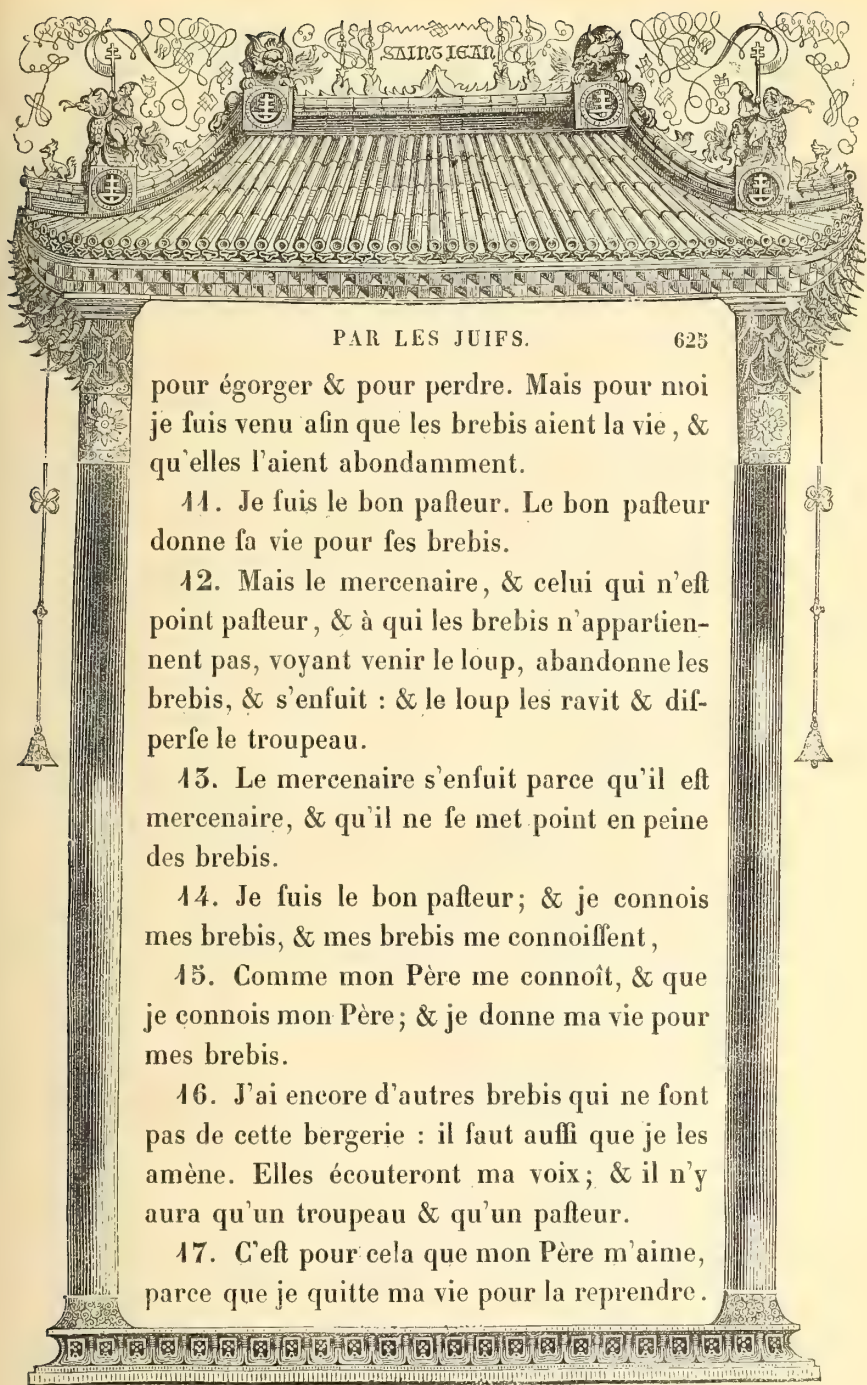 SAINT JEAN
PAR LES JUIFS. 625
pour égorger & pour perdre. Mais pour moi
je ſuis venu afin que les brebis aient la vie, &
qu'elles l'aient abondamment.
11. Je ſuis le bon paſteur. Le bon paſteur
donne ſa vie pour ſes brebis.
12. Mais le mercenaire, & celui qui n'eſt
point paſteur, & à qui les brebis n'appartien-
nent pas, voyant venir le loup, abandonne les
brebis, & s'enfuit : & le loup les ravit & diſ-
perſe le troupeau.
13. Le mercenaire s'enfuit parce qu'il eſt
mercenaire, & qu'il ne ſe met point en peine
des brebis.
14. Je ſuis le bon paſteur; & je connois
mes brebis, & mes brebis me connoiſſent,
15. Comme mon Père me connoît, & que
je connois mon Père; & je donne ma vie pour
mes brebis.
16. J'ai encore d'autres brebis qui ne ſont
pas de cette bergerie : il faut auſſi que je les
amène. Elles écouteront ma voix; & il n'y
aura qu'un troupeau & qu'un paſteur.
17. C'eſt pour cela que mon Père m'aime,
parce que je quitte ma vie pour la reprendre.